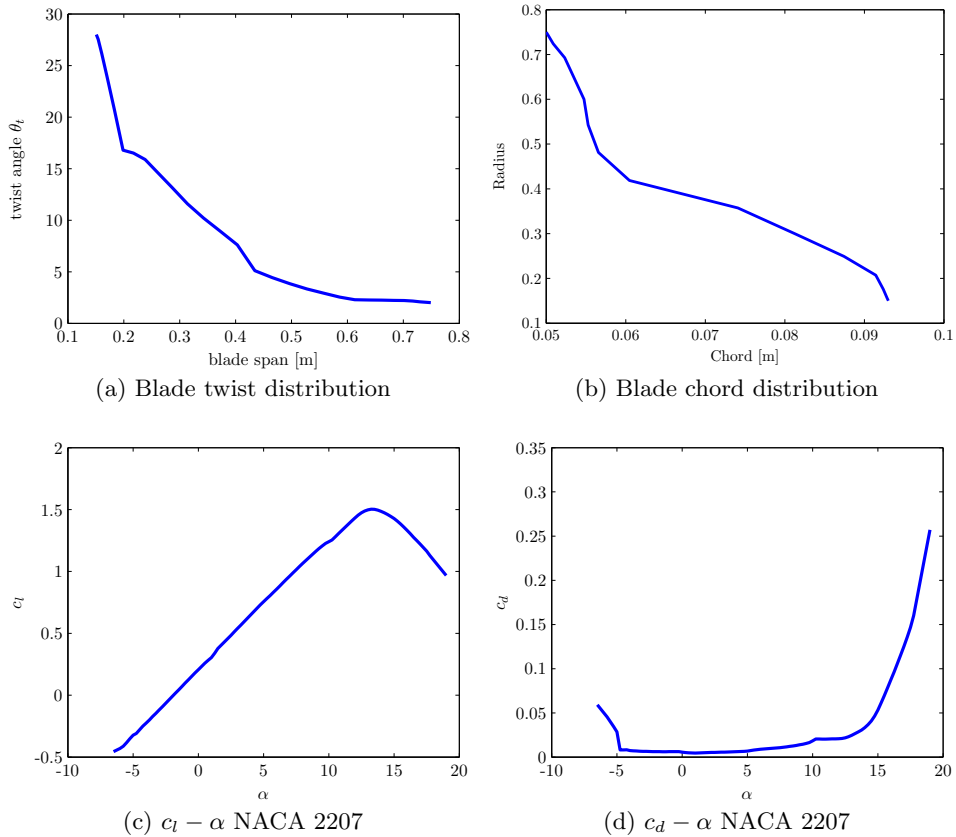 30
25
20
15
10
5
0
0.1 0.2 0.3 0.4 0.5 0.6 0.7 0.8
twist angle θt
blade span [m]
(a) Blade twist distribution
0.8
0.7
0.6
0.5
0.4
0.3
0.2
0.1
0.05 0.06 0.07 0.08 0.09 0.1
Radius
Chord [m]
(b) Blade chord distribution
2
1.5
1
0.5
0
-0.5
-10 -5 0 5 10 15 20
cl
α
(c) cl − α NACA 2207
0.35
0.3
0.25
0.2
0.15
0.1
0.05
0
-10 -5 0 5 10 15 20
cd
α
(d) cd − α NACA 2207